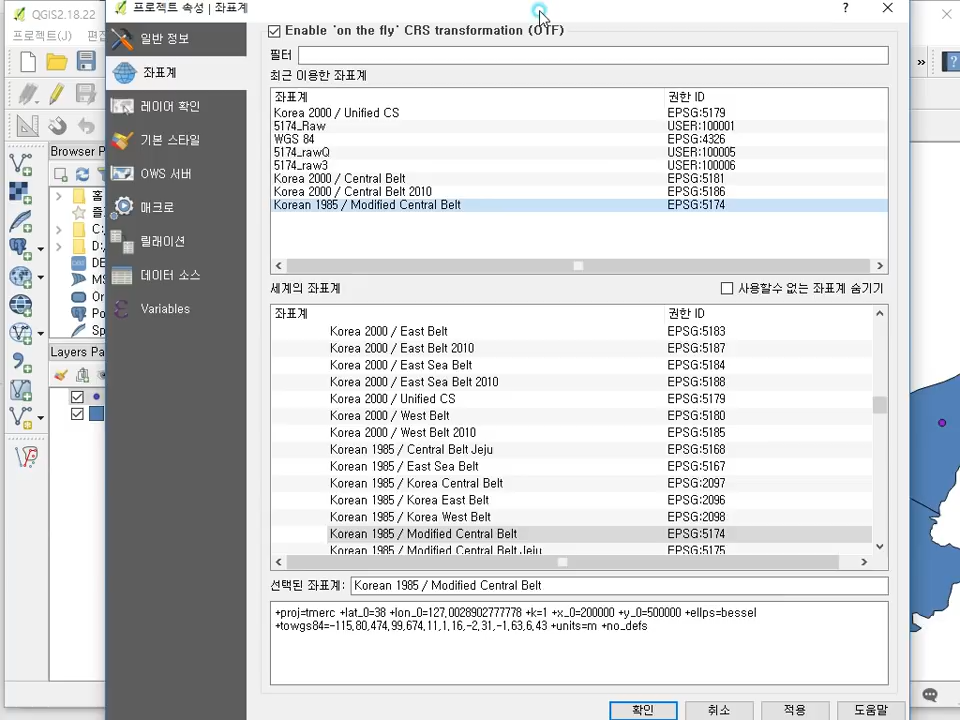 QGIS2.18.22
프로젝트(J) 편집
프로젝트 속성 | 좌표계
일반 정보
좌표계
레이어 확인
기본 스타일
OWS 서버
매크로
릴레이션
데이터 소스
Variables
Browser P
홈
즐
C:
D:/
DE
MS
Or
Po
Sp
Layers Pa
Enable 'on the fly' CRS transformation (OTF)
필터
최근 이용한 좌표계
좌표계 권한 ID
Korea 2000 / Unified CS EPSG:5179
5174_Raw USER:100001
WGS 84 EPSG:4326
5174_rawQ USER:100005
5174_raw3 USER:100006
Korea 2000 / Central Belt EPSG:5181
Korea 2000 / Central Belt 2010 EPSG:5186
Korean 1985 / Modified Central Belt EPSG:5174
세계의 좌표계 사용할수 없는 좌표계 숨기기
좌표계 권한 ID
Korea 2000 / East Belt EPSG:5183
Korea 2000 / East Belt 2010 EPSG:5187
Korea 2000 / East Sea Belt EPSG:5184
Korea 2000 / East Sea Belt 2010 EPSG:5188
Korea 2000 / Unified CS EPSG:5179
Korea 2000 / West Belt EPSG:5180
Korea 2000 / West Belt 2010 EPSG:5185
Korean 1985 / Central Belt Jeju EPSG:5168
Korean 1985 / East Sea Belt EPSG:5167
Korean 1985 / Korea Central Belt EPSG:2097
Korean 1985 / Korea East Belt EPSG:2096
Korean 1985 / Korea West Belt EPSG:2098
Korean 1985 / Modified Central Belt EPSG:5174
Korean 1985 / Modified Central Belt Jeju EPSG:5175
선택된 좌표계: Korean 1985 / Modified Central Belt
+proj=tmerc +lat_0=38 +lon_0=127.0028902777778 +k=1 +x_0=200000 +y_0=500000 +ellps=bessel
+towgs84=-115.80,474.99,674.11,1.16,-2.31,-1.63,6.43 +units=m +no_defs
확인 취소 적용 도움말